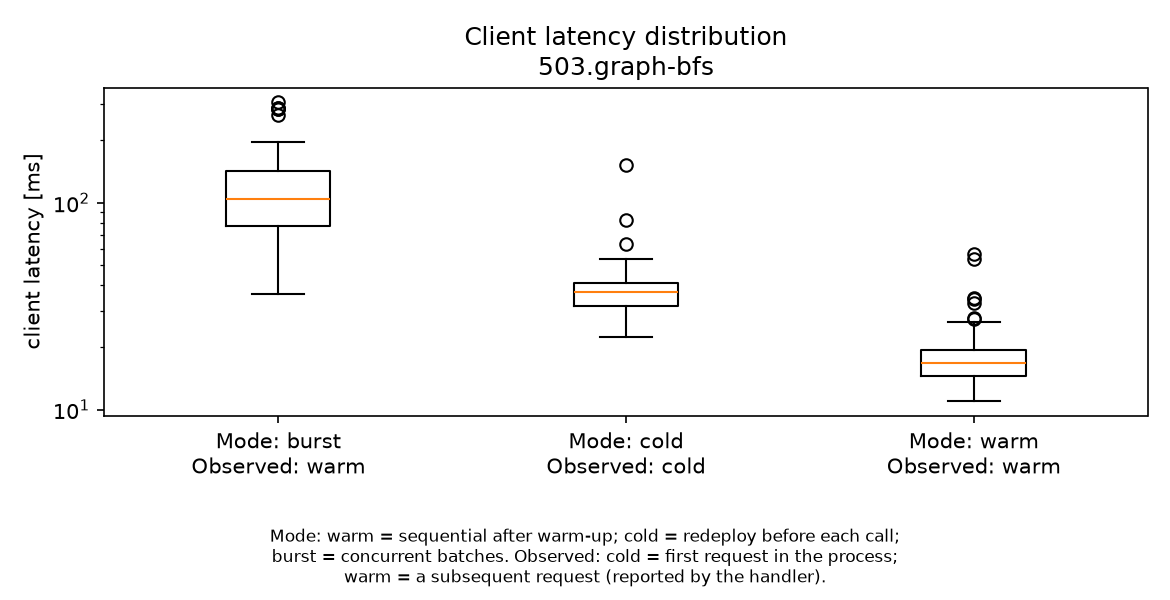 Client latency distribution
503.graph-bfs
client latency [ms]
10²
10¹
Mode: burst
Observed: warm
Mode: cold
Observed: cold
Mode: warm
Observed: warm
Mode: warm = sequential after warm-up; cold = redeploy before each call;
burst = concurrent batches. Observed: cold = first request in the process;
warm = a subsequent request (reported by the handler).